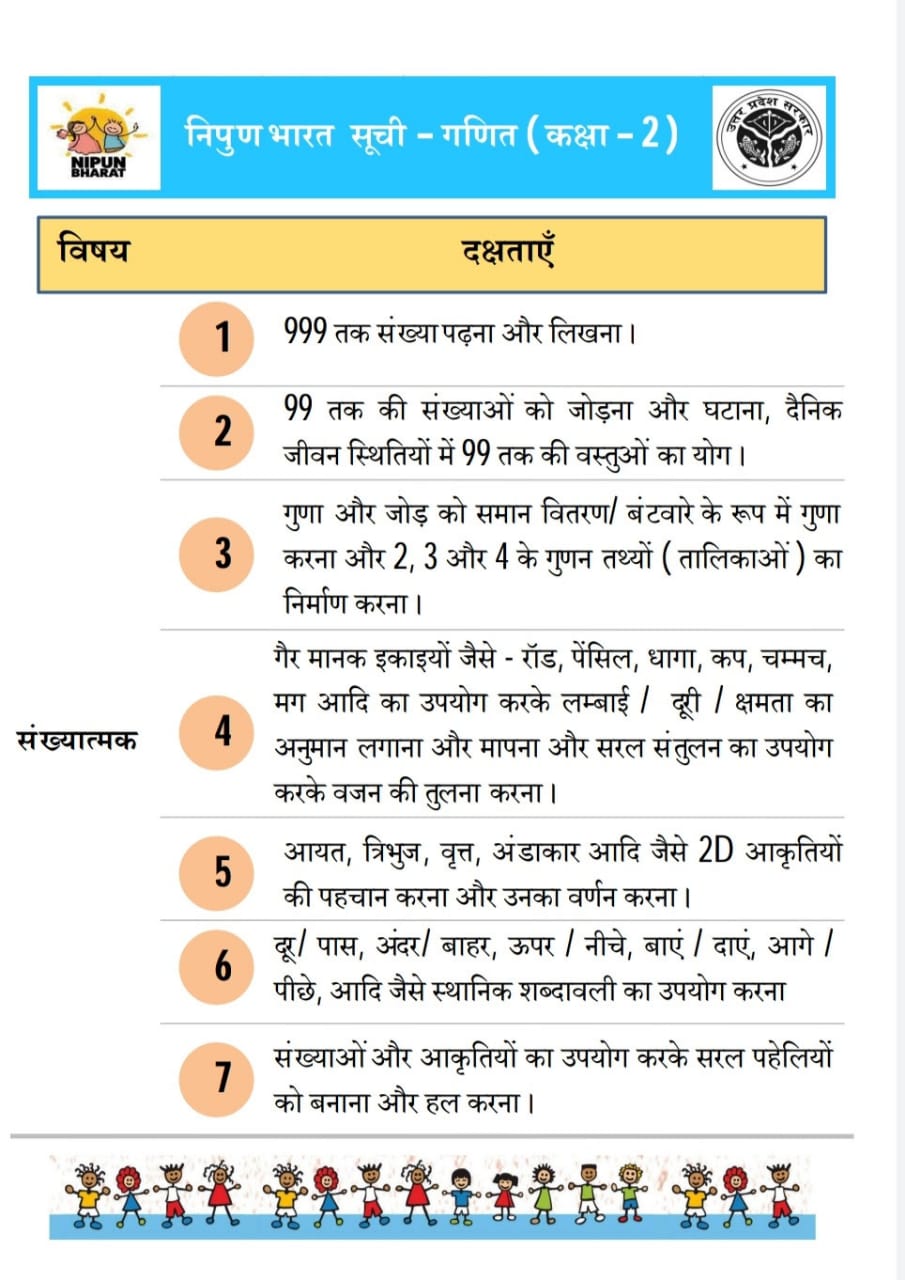 NIPUN
BHARAT
निपुण भारत सूची – गणित ( कक्षा – 2 )
उत्तर प्रदेश सरकार
विषय दक्षताएँ
1 999 तक संख्या पढ़ना और लिखना।
2 99 तक की संख्याओं को जोड़ना और घटाना, दैनिक
जीवन स्थितियों में 99 तक की वस्तुओं का योग।
3 गुणा और जोड़ को समान वितरण/ बंटवारे के रूप में गुणा
करना और 2, 3 और 4 के गुणन तथ्यों ( तालिकाओं ) का
निर्माण करना।
संख्यात्मक
4 गैर मानक इकाइयों जैसे - रॉड, पेंसिल, धागा, कप, चम्मच,
मग आदि का उपयोग करके लम्बाई / दूरी / क्षमता का
अनुमान लगाना और मापना और सरल संतुलन का उपयोग
करके वजन की तुलना करना।
5 आयत, त्रिभुज, वृत्त, अंडाकार आदि जैसे 2D आकृतियों
की पहचान करना और उनका वर्णन करना।
6 दूर/ पास, अंदर/ बाहर, ऊपर / नीचे, बाएं / दाएं, आगे /
पीछे, आदि जैसे स्थानिक शब्दावली का उपयोग करना
7 संख्याओं और आकृतियों का उपयोग करके सरल पहेलियों
को बनाना और हल करना।